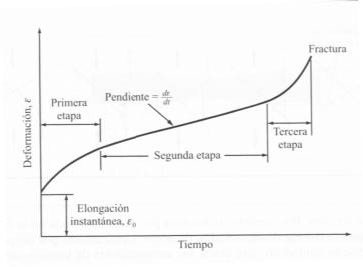 Fractura
Primera
etapa
Pendiente = dε/dt
Deformación, ε
Segunda etapa
Tercera
etapa
Elongación
instantánea, ε₀
Tiempo